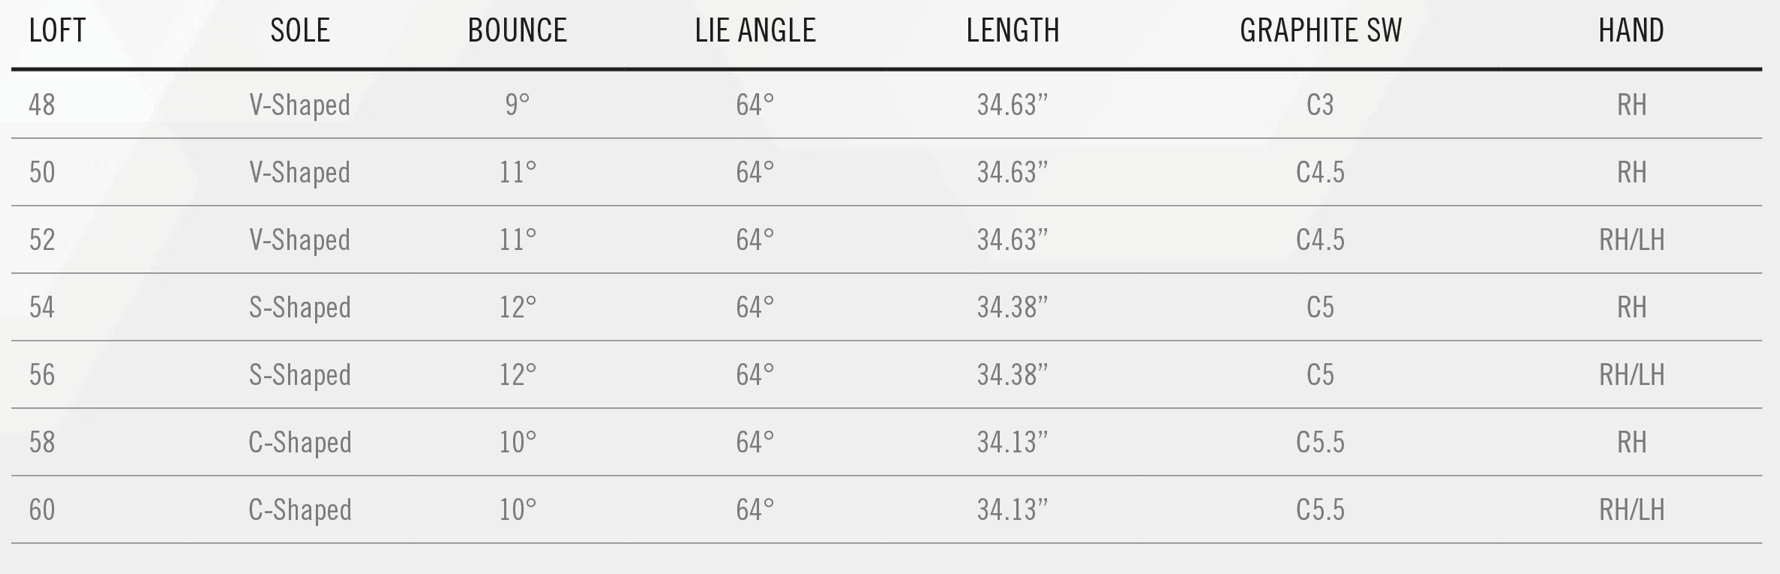 LOFT SOLE BOUNCE LIE ANGLE LENGTH GRAPHITE SW HAND
48 V-Shaped 9° 64° 34.63” C3 RH
50 V-Shaped 11° 64° 34.63” C4.5 RH
52 V-Shaped 11° 64° 34.63” C4.5 RH/LH
54 S-Shaped 12° 64° 34.38” C5 RH
56 S-Shaped 12° 64° 34.38” C5 RH/LH
58 C-Shaped 10° 64° 34.13” C5.5 RH
60 C-Shaped 10° 64° 34.13” C5.5 RH/LH